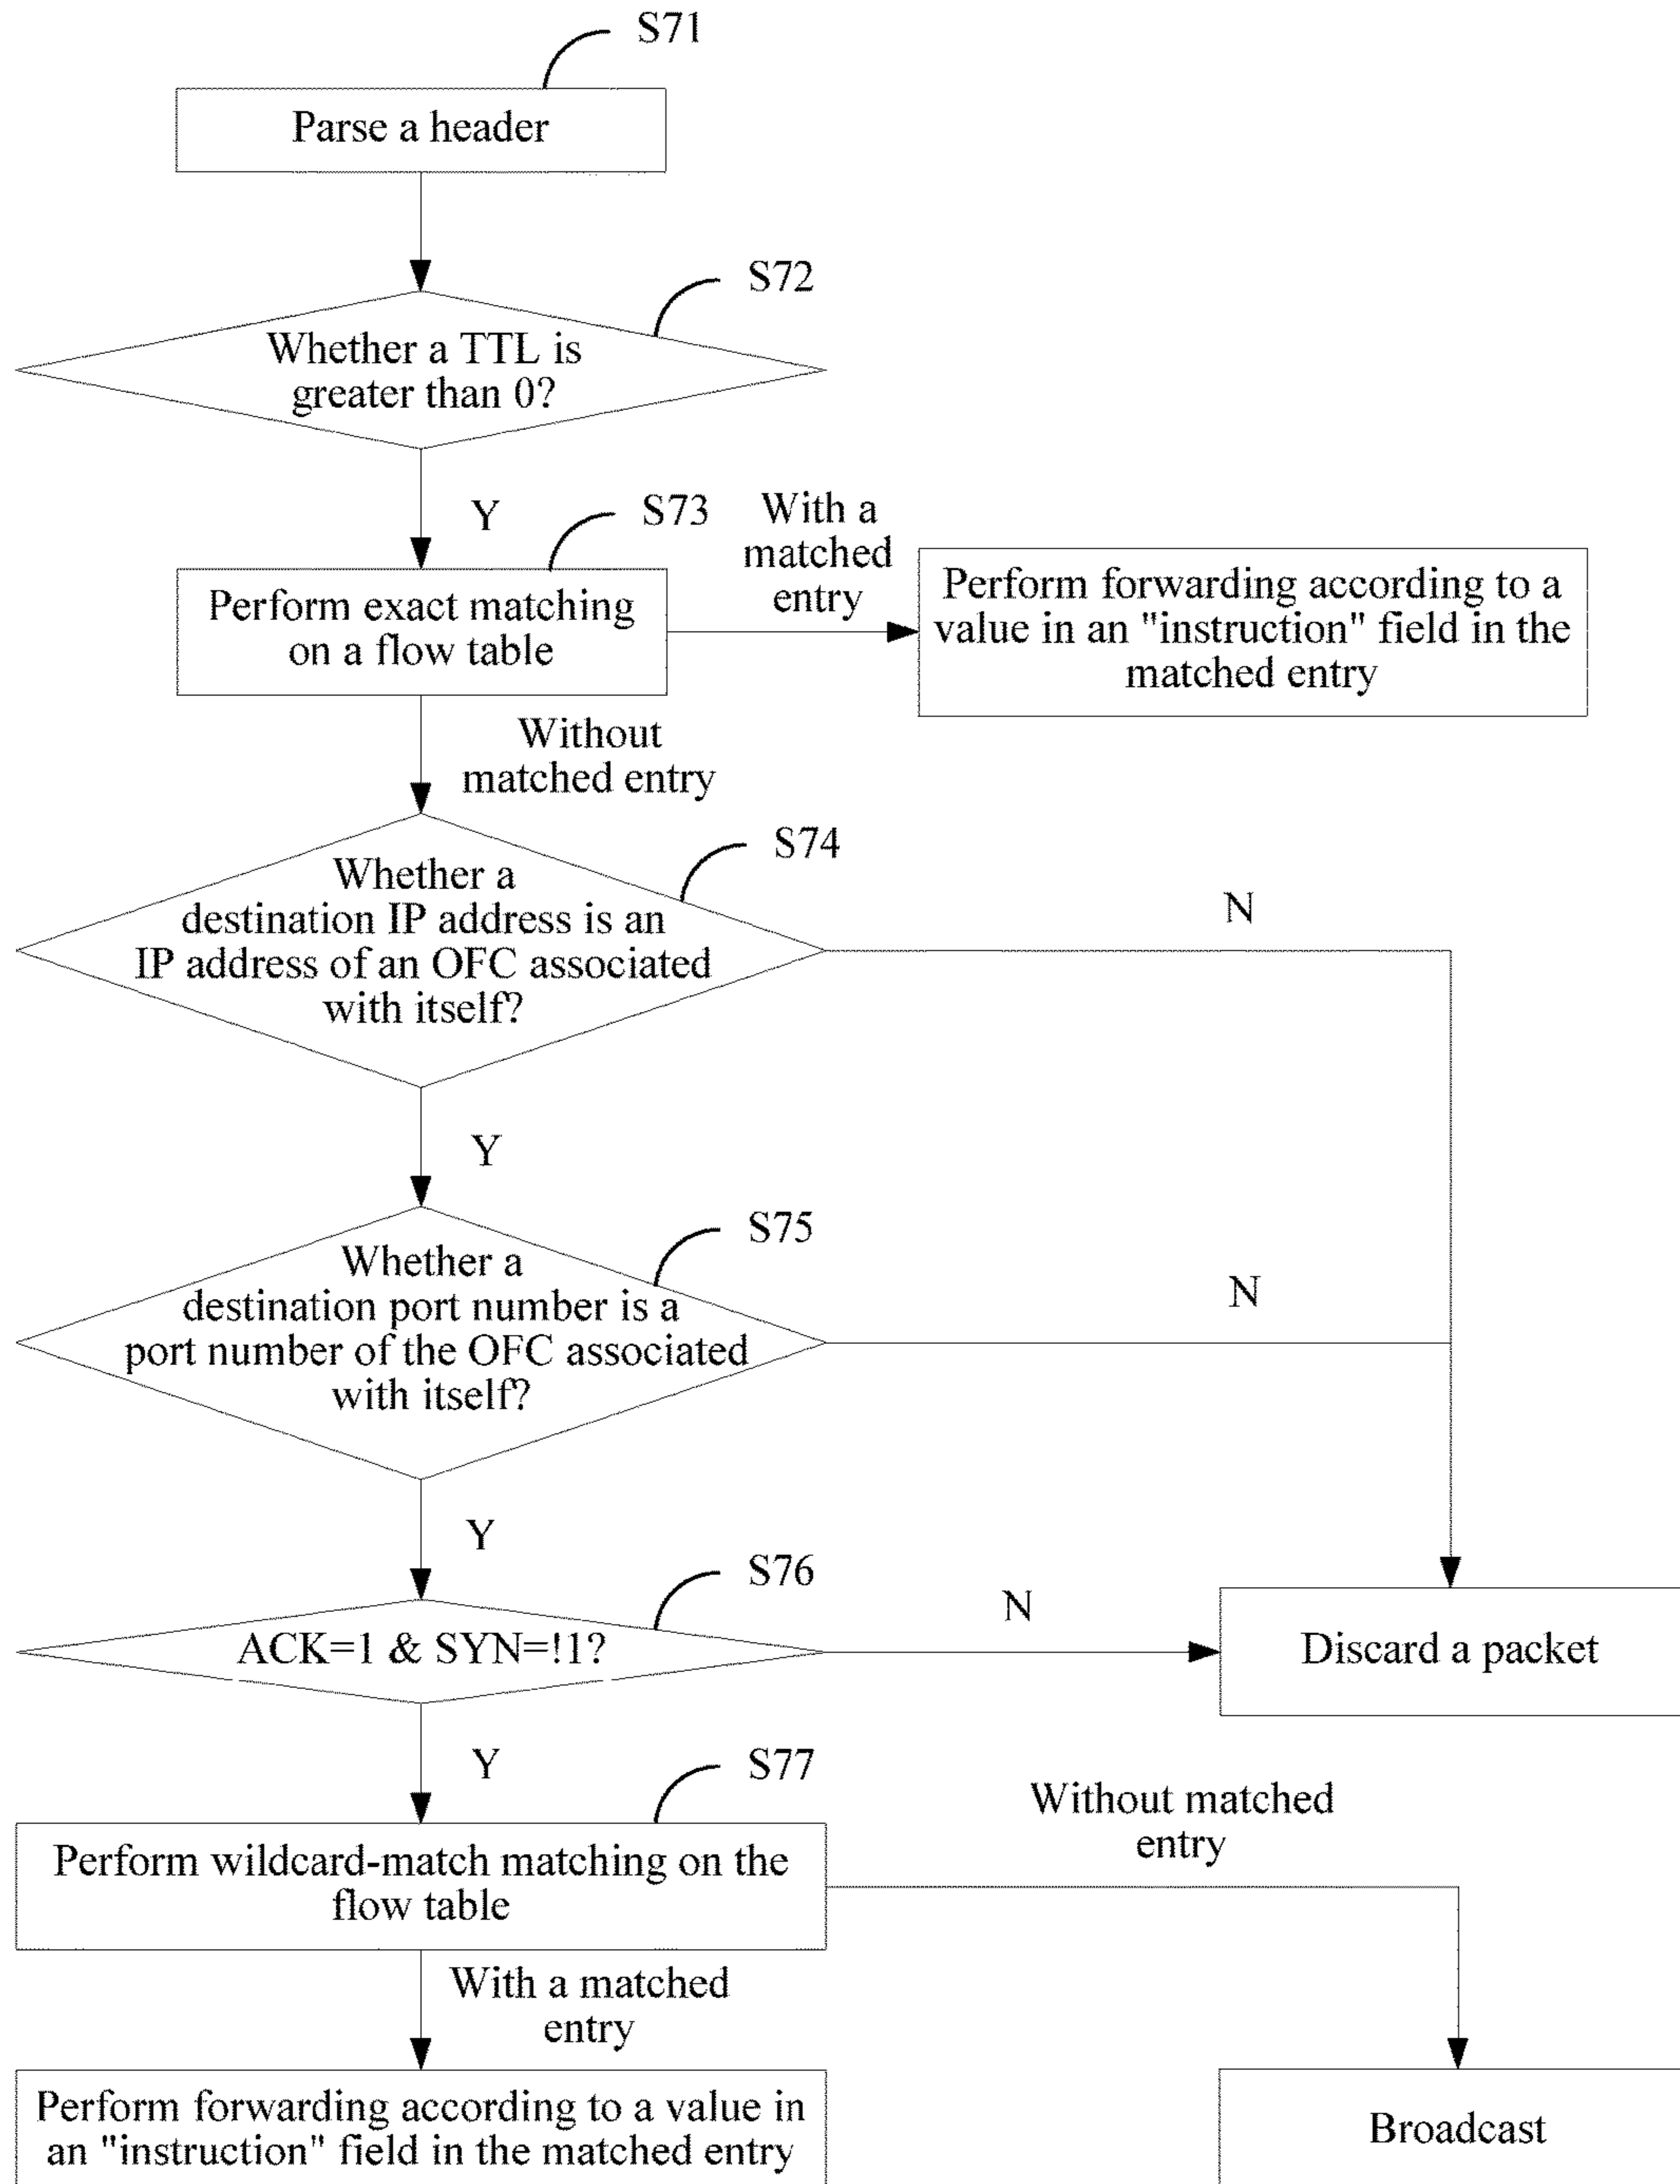 S71
Parse a header
S72
Whether a TTL is
greater than 0?
Y
S73
With a
matched
entry
Perform exact matching
on a flow table
Perform forwarding according to a
value in an "instruction" field in the
matched entry
Without
matched entry
S74
Whether a
destination IP address is an
IP address of an OFC associated
with itself?
N
Y
S75
Whether a
destination port number is a
port number of the OFC associated
with itself?
N
Y
S76
ACK=1 & SYN=!1?
N
Discard a packet
Y
S77
Perform wildcard-match matching on the
flow table
Without matched
entry
With a matched
entry
Perform forwarding according to a value in
an "instruction" field in the matched entry
Broadcast